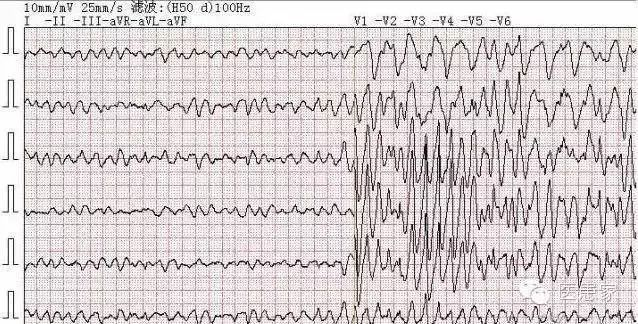 10mm/mV 25mm/s 滤波:(H50 d)100Hz
I -II -III-aVR-aVL-aVF
V1 -V2 -V3 -V4 -V5 -V6
医患家